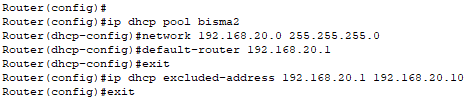 Router(config)#
Router(config)#ip dhcp pool bisma2
Router(dhcp-config)#network 192.168.20.0 255.255.255.0
Router(dhcp-config)#default-router 192.168.20.1
Router(dhcp-config)#exit
Router(config)#ip dhcp excluded-address 192.168.20.1 192.168.20.10
Router(config)#exit